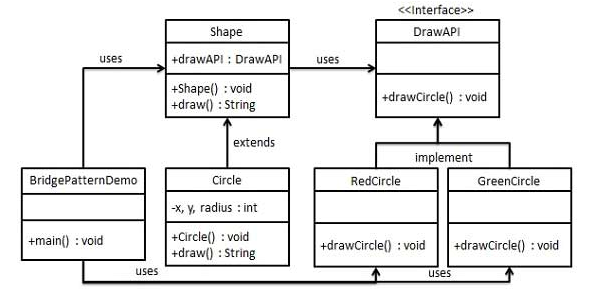 <<Interface>>
Shape
DrawAPI
uses
+drawAPI : DrawAPI
uses
+Shape() : void
+draw() : String
+drawCircle() : void
extends
implement
BridgePatternDemo
Circle
RedCircle
GreenCircle
-x, y, radius : int
+main() : void
+Circle() : void
+draw() : String
+drawCircle() : void
+drawCircle() : void
uses
uses